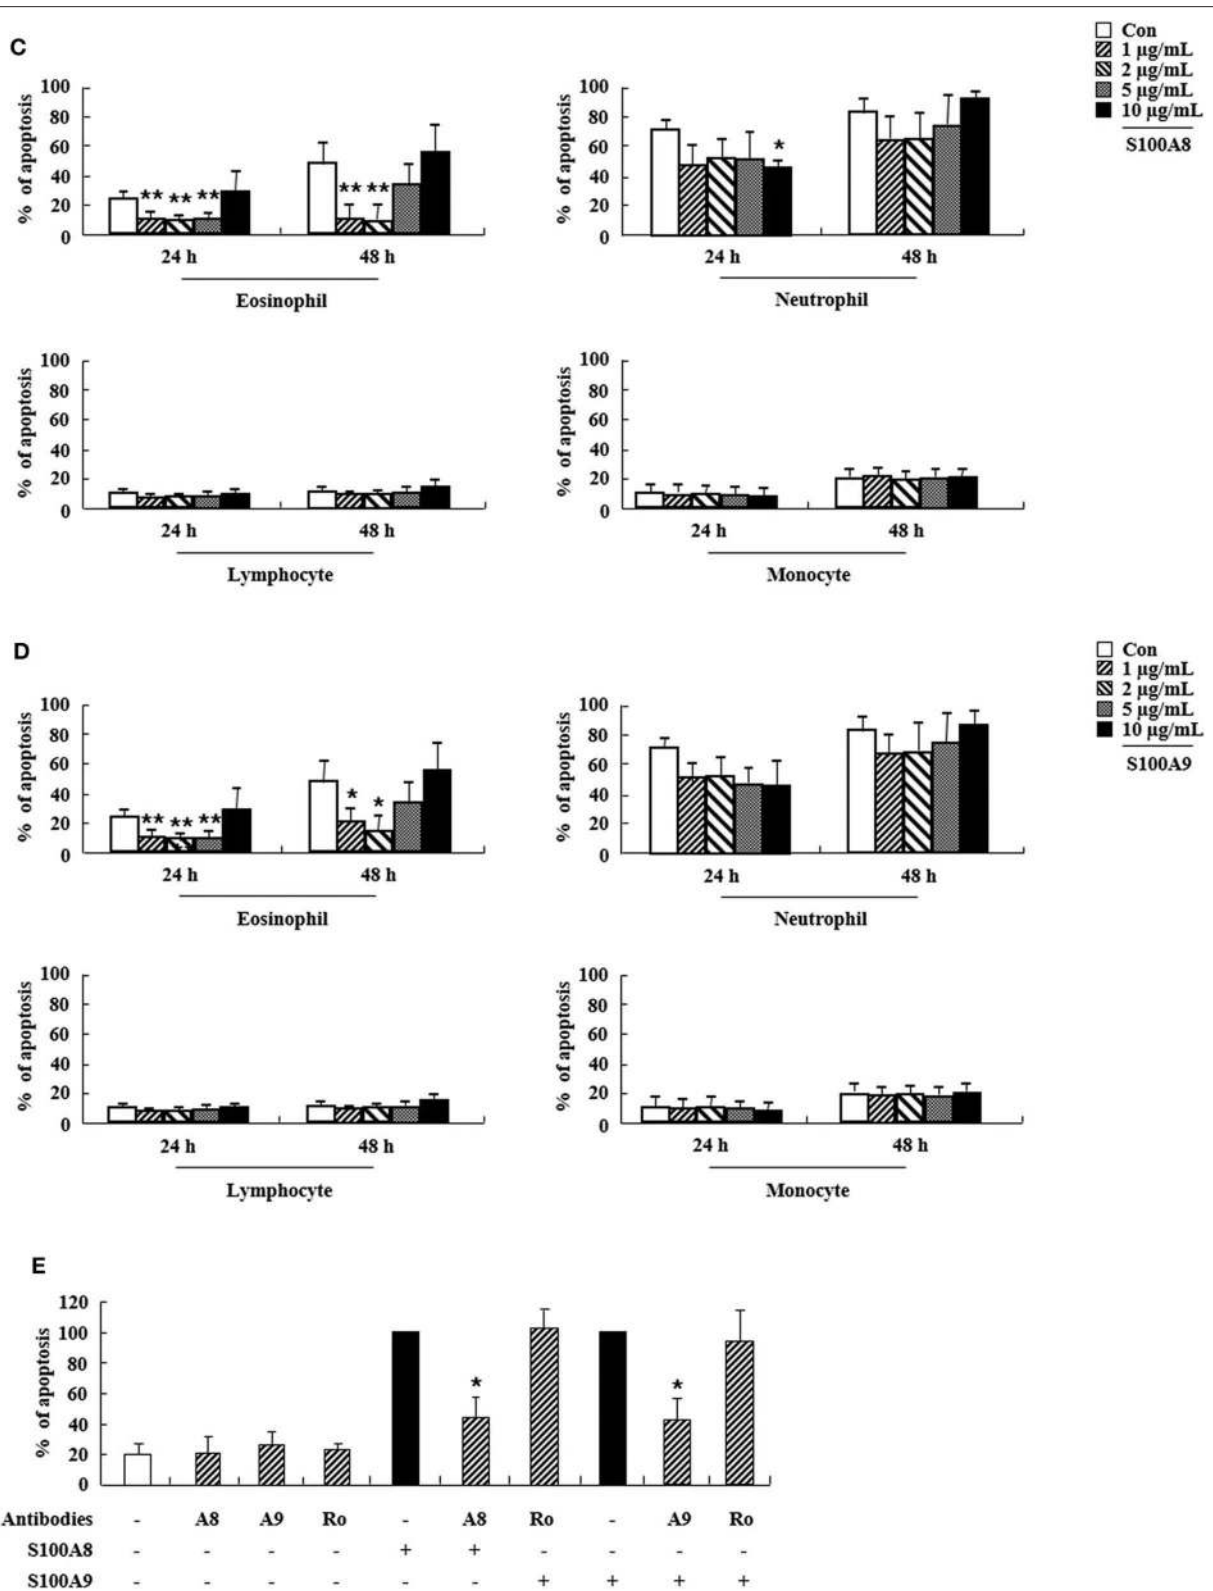 C
Con
1 µg/mL
2 µg/mL
5 µg/mL
10 µg/mL
S100A8
% of apoptosis
100
80
60
40
20
0
** ** ** ** **
24 h 48 h
Eosinophil
% of apoptosis
100
80
60
40
20
0
*
24 h 48 h
Neutrophil
% of apoptosis
100
80
60
40
20
0
24 h 48 h
Lymphocyte
% of apoptosis
100
80
60
40
20
0
24 h 48 h
Monocyte
D
Con
1 µg/mL
2 µg/mL
5 µg/mL
10 µg/mL
S100A9
% of apoptosis
100
80
60
40
20
0
** ** ** * *
24 h 48 h
Eosinophil
% of apoptosis
100
80
60
40
20
0
24 h 48 h
Neutrophil
% of apoptosis
100
80
60
40
20
0
24 h 48 h
Lymphocyte
% of apoptosis
100
80
60
40
20
0
24 h 48 h
Monocyte
E
% of apoptosis
120
100
80
60
40
20
0
* *
Antibodies - A8 A9 Ro - A8 Ro - A9 Ro
S100A8 - - - - + + - - - -
S100A9 - - - - - - + + + +